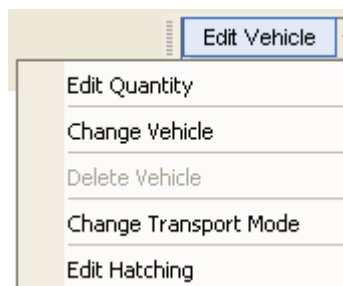 Edit Vehicle
Edit Quantity
Change Vehicle
Delete Vehicle
Change Transport Mode
Edit Hatching